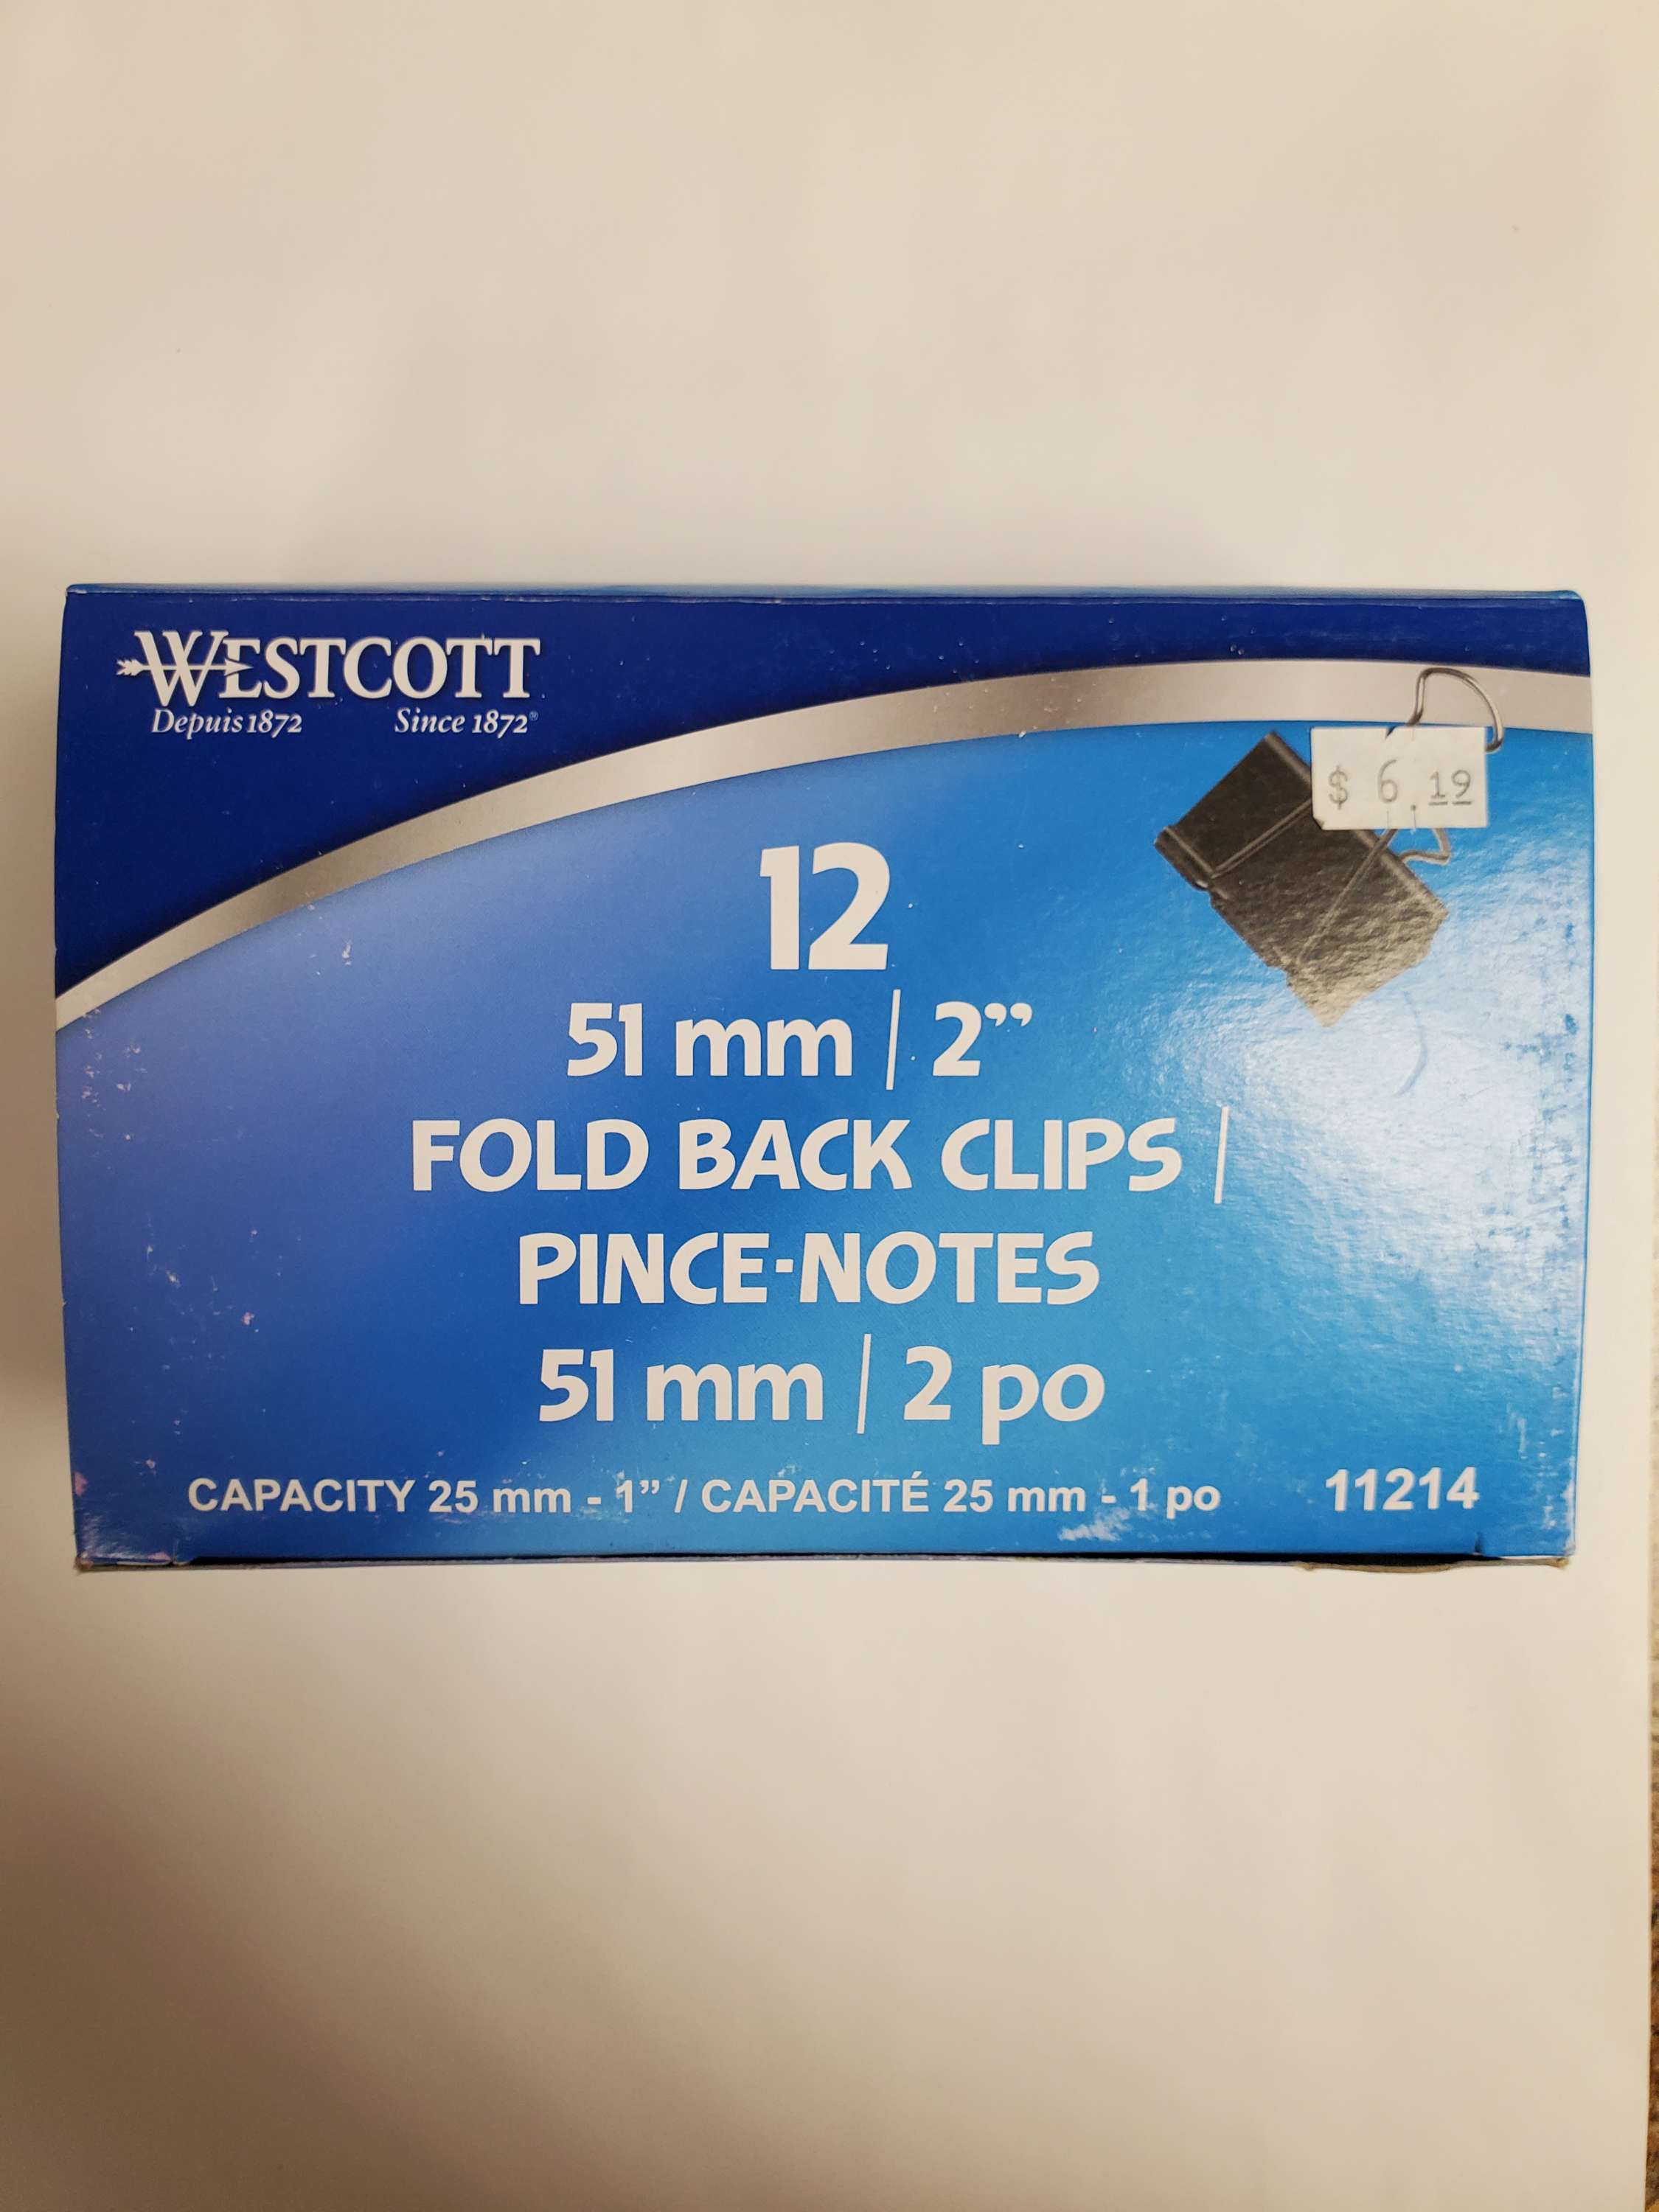 WESTCOTT
Depuis 1872 Since 1872®
$ 6.19
12
51 mm | 2”
FOLD BACK CLIPS |
PINCE-NOTES
51 mm | 2 po
CAPACITY 25 mm - 1” / CAPACITÉ 25 mm - 1 po 11214